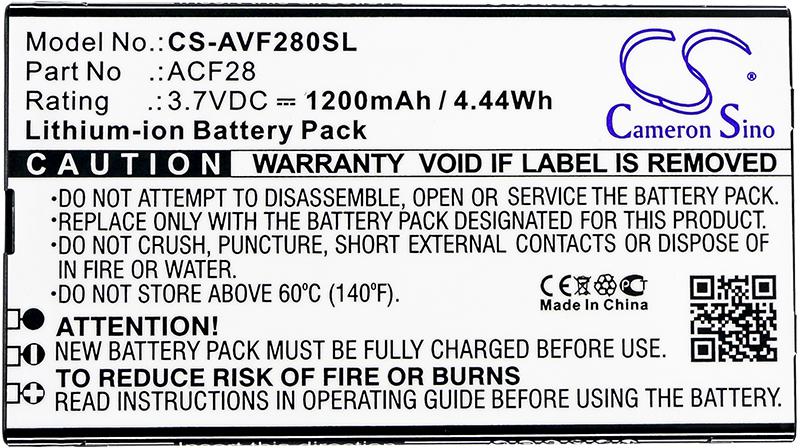 Model No.: CS-AVF280SL
Part No : ACF28
Rating : 3.7VDC ⎓ 1200mAh / 4.44Wh
Lithium-ion Battery Pack
CS
®
Cameron Sino
CAUTION WARRANTY VOID IF LABEL IS REMOVED
·DO NOT ATTEMPT TO DISASSEMBLE, OPEN OR SERVICE THE BATTERY PACK.
·REPLACE ONLY WITH THE BATTERY PACK DESIGNATED FOR THIS PRODUCT.
·DO NOT CRUSH, PUNCTURE, SHORT EXTERNAL CONTACTS OR DISPOSE OF
IN FIRE OR WATER.
·DO NOT STORE ABOVE 60°C (140°F).
CE
Made In China
ATTENTION!
NEW BATTERY PACK MUST BE FULLY CHARGED BEFORE USE.
TO REDUCE RISK OF FIRE OR BURNS
READ INSTRUCTIONS IN OPERATING GUIDE BEFORE USING THE BATTERY.